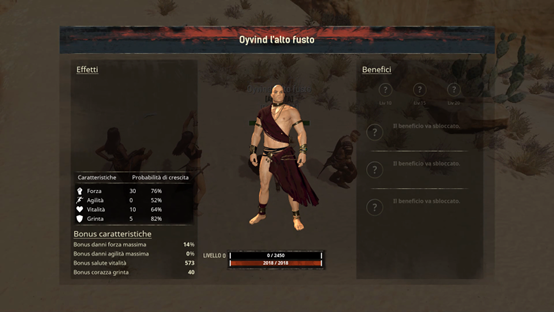 Oyvind l'alto fusto
Effetti
Caratteristiche Probabilità di crescita
Forza 30 76%
Agilità 0 52%
Vitalità 10 64%
Grinta 5 82%
Bonus caratteristiche
Bonus danni forza massima 14%
Bonus danni agilità massima 0%
Bonus salute vitalità 573
Bonus corazza grinta 40
LIVELLO 0
0 / 2450
2018 / 2018
Benefici
? ? ?
? Il beneficio va sbloccato.
? Il beneficio va sbloccato.
? Il beneficio va sbloccato.